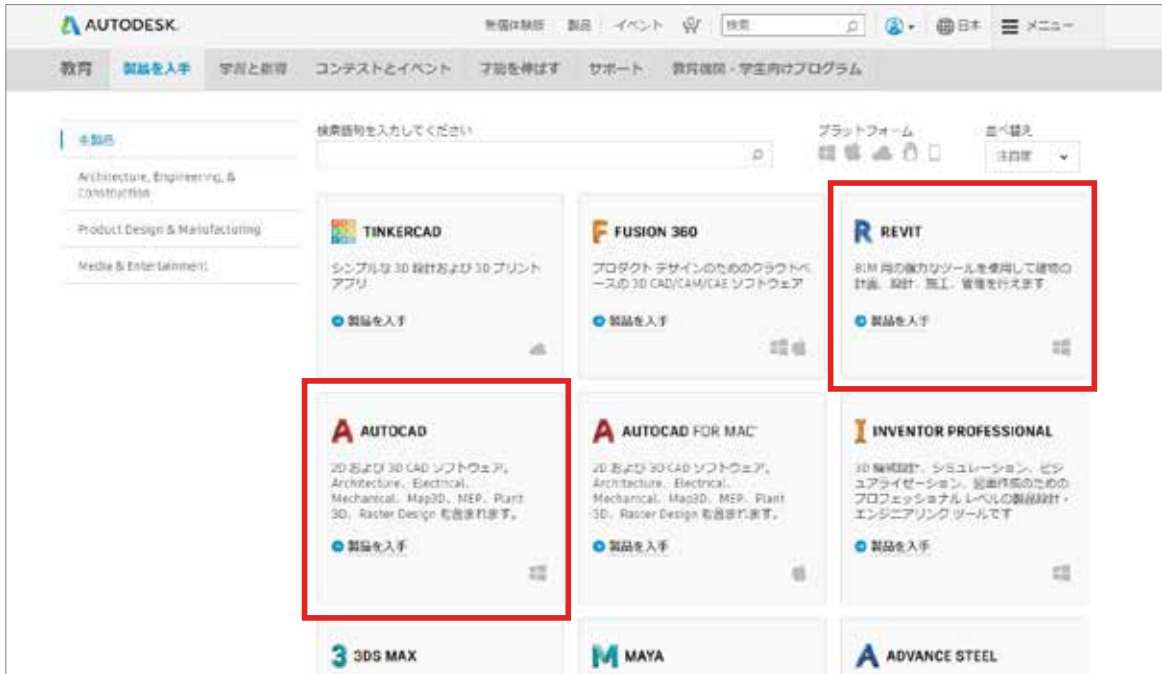 AUTODESK.
無償体験版 製品 イベント 検索 日本 メニュー
教育 製品を入手 学習と指導 コンテストとイベント 才能を伸ばす サポート 教育機関・学生向けプログラム
全製品
Architecture, Engineering, &
Construction
Product Design & Manufacturing
Media & Entertainment
検索語句を入力してください
プラットフォーム
並べ替え
注目度
TINKERCAD
シンプルな 3D 設計および 3D プリント
アプリ
製品を入手
FUSION 360
プロダクト デザインのためのクラウドベ
ースの 3D CAD/CAM/CAE ソフトウェア
製品を入手
REVIT
BIM 用の強力なツールを使用して建物の
計画、設計、施工、管理を行えます
製品を入手
AUTOCAD
2D および 3D CAD ソフトウェア。
Architecture、Electrical、
Mechanical、Map3D、MEP、Plant
3D、Raster Design も含まれます。
製品を入手
AUTOCAD FOR MAC
2D および 3D CAD ソフトウェア。
Architecture、Electrical、
Mechanical、Map3D、MEP、Plant
3D、Raster Design も含まれます。
製品を入手
INVENTOR PROFESSIONAL
3D 機械設計、シミュレーション、ビジ
ュアライゼーション、図面作成のための
プロフェッショナル レベルの製品設計・
エンジニアリング ツールです
製品を入手
3DS MAX
MAYA
ADVANCE STEEL